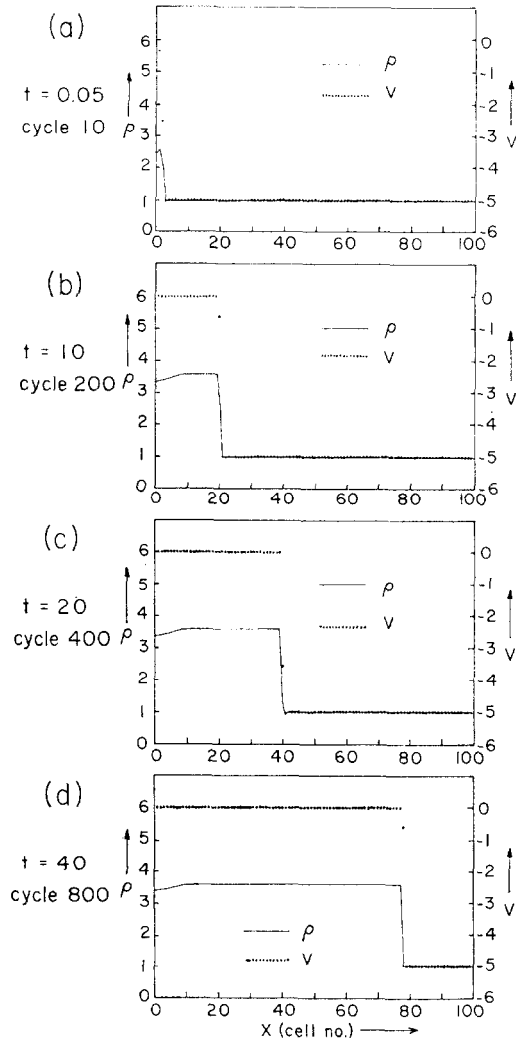 (a)
t = 0.05
cycle 10
ρ
6
5
4
3
2
1
0
ρ
V
0
-1
-2
-3
-4
-5
-6
V
0 20 40 60 80 100
(b)
t = 10
cycle 200
ρ
6
5
4
3
2
1
0
ρ
V
0
-1
-2
-3
-4
-5
-6
V
0 20 40 60 80 100
(c)
t = 20
cycle 400
ρ
6
5
4
3
2
1
0
ρ
V
0
-1
-2
-3
-4
-5
-6
V
0 20 40 60 80 100
(d)
t = 40
cycle 800
ρ
6
5
4
3
2
1
0
ρ
V
0
-1
-2
-3
-4
-5
-6
V
0 20 40 60 80 100
X (cell no.)